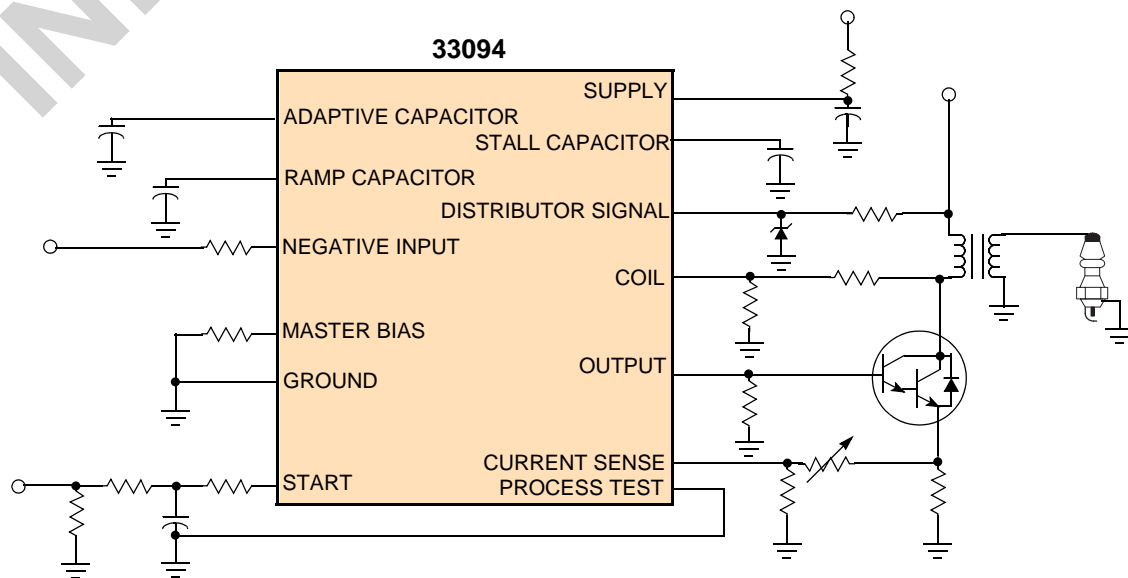 33094
SUPPLY
ADAPTIVE CAPACITOR
STALL CAPACITOR
RAMP CAPACITOR
DISTRIBUTOR SIGNAL
NEGATIVE INPUT
COIL
MASTER BIAS
OUTPUT
GROUND
CURRENT SENSE
START
PROCESS TEST